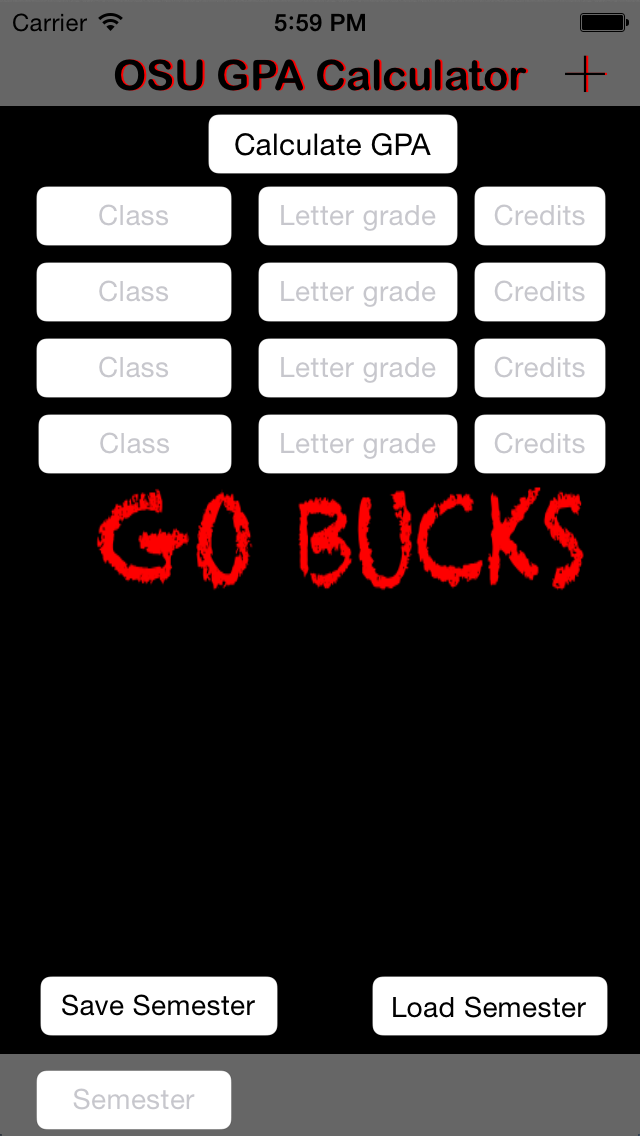 Carrier 5:59 PM
OSU GPA Calculator +
Calculate GPA
Class Letter grade Credits
Class Letter grade Credits
Class Letter grade Credits
Class Letter grade Credits
GO BUCKS
Save Semester Load Semester
Semester